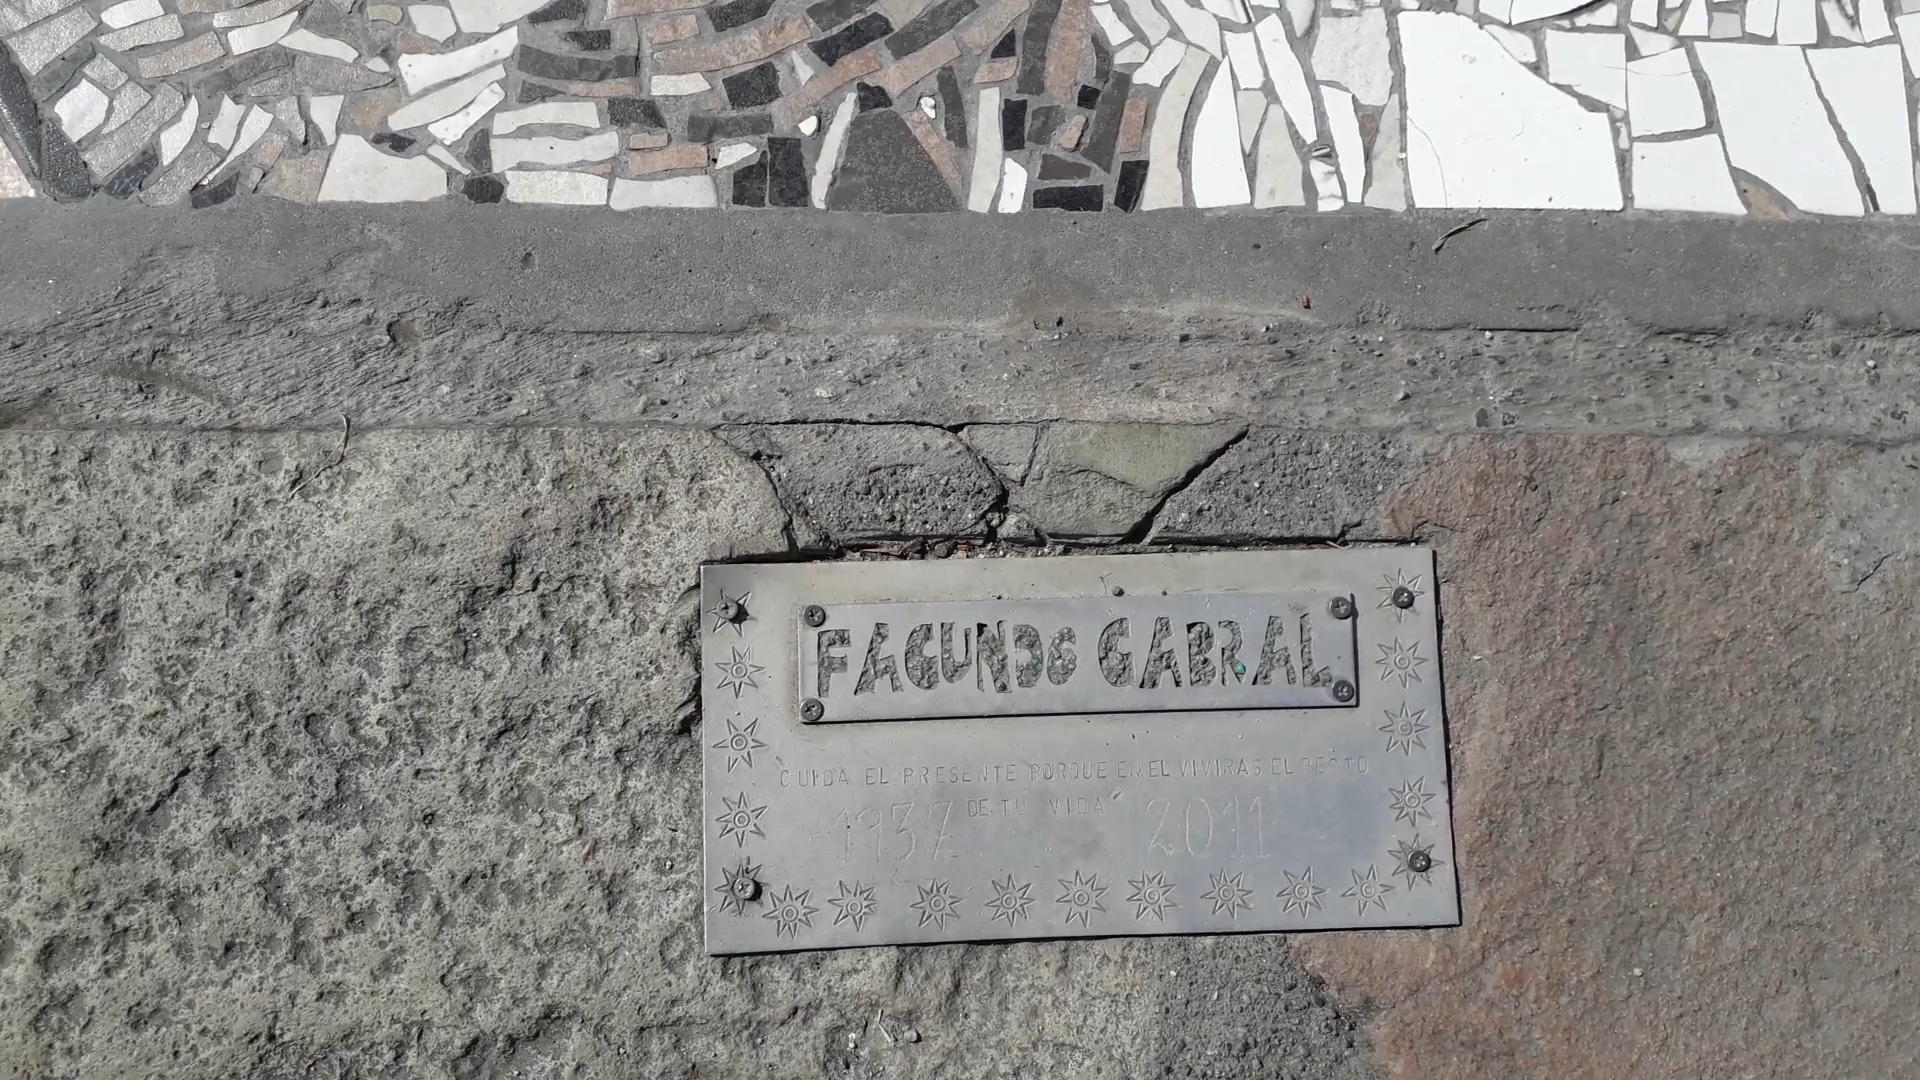 FACUNDO CABRAL
CUIDA EL PRESENTE PORQUE EN EL VIVIRAS EL RESTO
DE TU VIDA
1937 2011